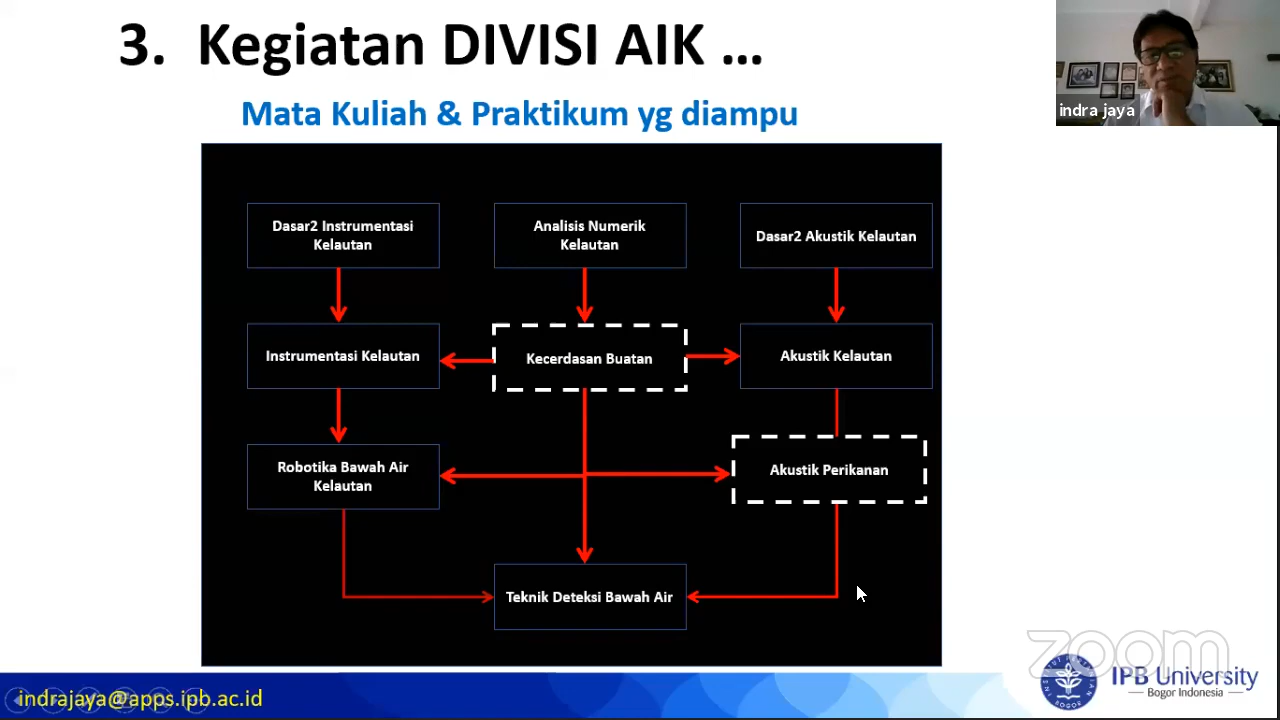 3. Kegiatan DIVISI AIK ...
Mata Kuliah & Praktikum yg diampu
indra jaya
Dasar2 Instrumentasi
Kelautan
Analisis Numerik
Kelautan
Dasar2 Akustik Kelautan
Instrumentasi Kelautan
Kecerdasan Buatan
Akustik Kelautan
Robotika Bawah Air
Kelautan
Akustik Perikanan
Teknik Deteksi Bawah Air
zoom
indrajaya@apps.ipb.ac.id
IPB University
Bogor Indonesia